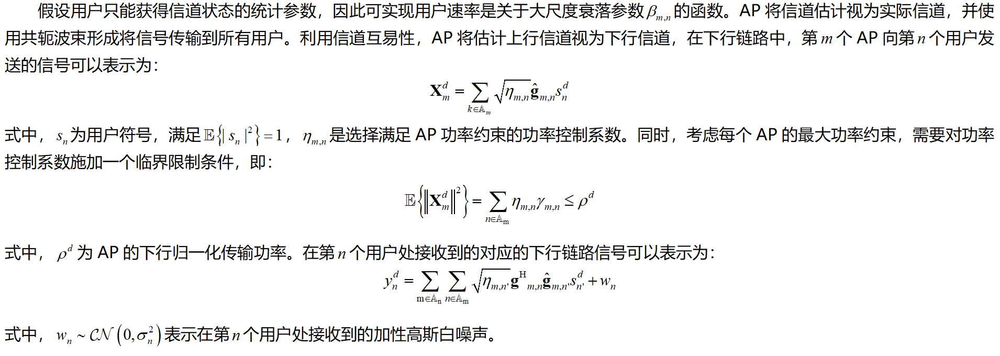 假设用户只能获得信道状态的统计参数，因此可实现用户速率是关于大尺度衰落参数 $\beta_{m,n}$ 的函数。AP 将信道估计视为实际信道，并使
用共轭波束形成将信号传输到所有用户。利用信道互易性，AP 将估计上行信道视为下行信道，在下行链路中，第 $m$ 个 AP 向第 $n$ 个用户发
送的信号可以表示为：
$$\mathbf{X}_m^d = \sum_{k \in \mathbb{A}_m} \sqrt{\eta_{m,n}} \hat{\mathbf{g}}_{m,n} s_n^d$$
式中，$s_n$ 为用户符号，满足 $\mathbb{E}\{|s_n|^2\} = 1$，$\eta_{m,n}$ 是选择满足 AP 功率约束的功率控制系数。同时，考虑每个 AP 的最大功率约束，需要对功率
控制系数施加一个临界限制条件，即：
$$\mathbb{E}\left\{\left\|\mathbf{X}_m^d\right\|^2\right\} = \sum_{n \in \mathbb{A}_\mathrm{m}} \eta_{m,n} \gamma_{m,n} \leq \rho^d$$
式中，$\rho^d$ 为 AP 的下行归一化传输功率。在第 $n$ 个用户处接收到的对应的下行链路信号可以表示为：
$$y_n^d = \sum_{\mathrm{m} \in \mathbb{A}_\mathrm{n}} \sum_{n \in \mathbb{A}_\mathrm{m}} \sqrt{\eta_{m,n'}} \mathbf{g}^{\mathrm{H}}{}_{m,n} \hat{\mathbf{g}}_{m,n'} s_{n'}^d + w_n$$
式中，$w_n \sim \mathcal{CN}\left(0, \sigma_n^2\right)$ 表示在第 $n$ 个用户处接收到的加性高斯白噪声。